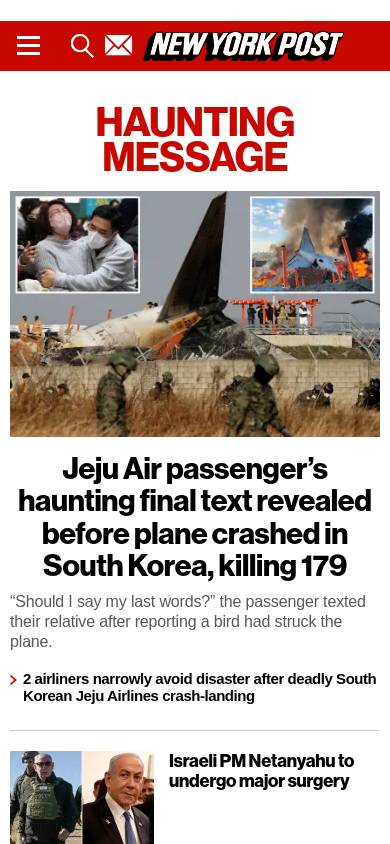 NEW YORK POST
HAUNTING
MESSAGE
Jeju Air passenger’s
haunting final text revealed
before plane crashed in
South Korea, killing 179
“Should I say my last words?” the passenger texted
their relative after reporting a bird had struck the
plane.
2 airliners narrowly avoid disaster after deadly South
Korean Jeju Airlines crash-landing
Israeli PM Netanyahu to
undergo major surgery